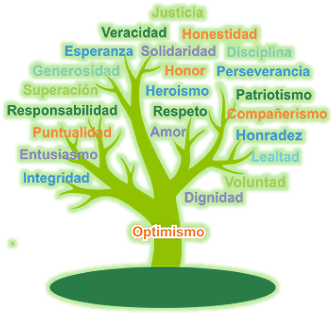 Justicia
Veracidad Honestidad
Esperanza Solidaridad Disciplina
Generosidad Honor Perseverancia
Superación Heroismo Patriotismo
Responsabilidad Respeto Compañerismo
Puntualidad Amor Honradez
Entusiasmo Lealtad
Integridad Voluntad
Dignidad
Optimismo